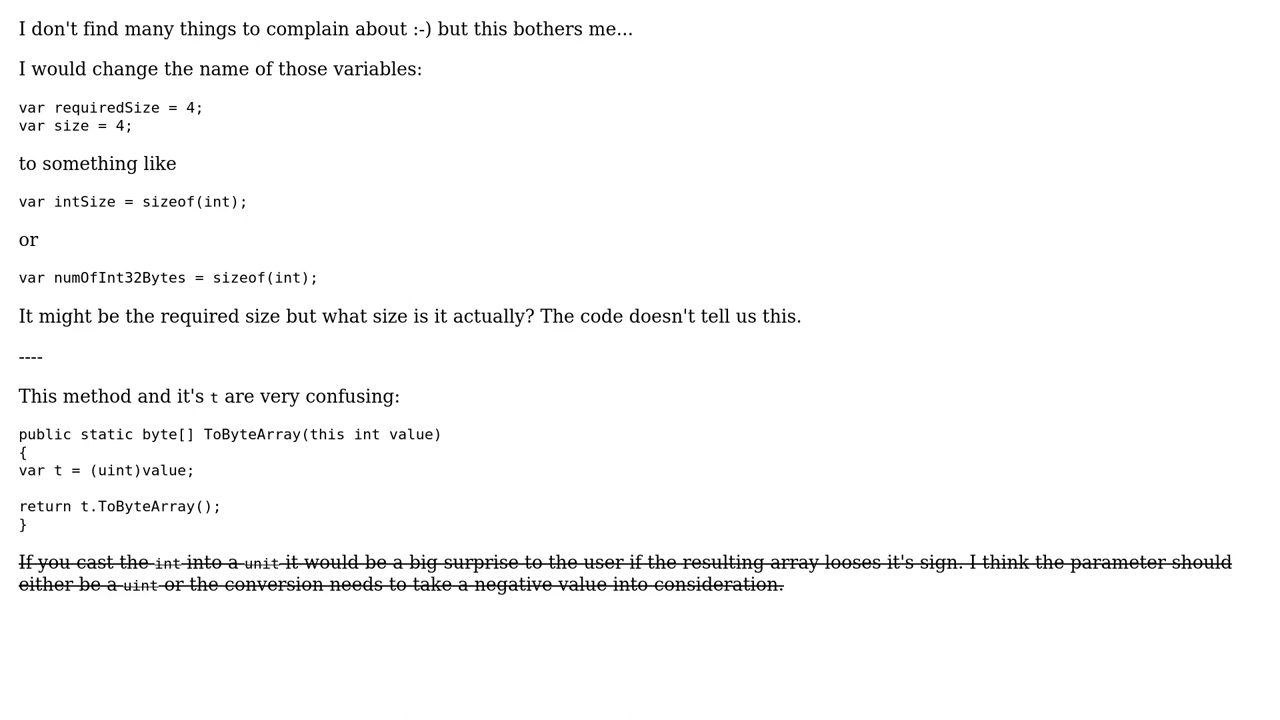 I don't find many things to complain about :-) but this bothers me...
I would change the name of those variables:
var requiredSize = 4;
var size = 4;
to something like
var intSize = sizeof(int);
or
var numOfInt32Bytes = sizeof(int);
It might be the required size but what size is it actually? The code doesn't tell us this.
----
This method and it's t are very confusing:
public static byte[] ToByteArray(this int value)
{
var t = (uint)value;
return t.ToByteArray();
}
If you cast the int into a unit it would be a big surprise to the user if the resulting array looses it's sign. I think the parameter should
either be a uint or the conversion needs to take a negative value into consideration.